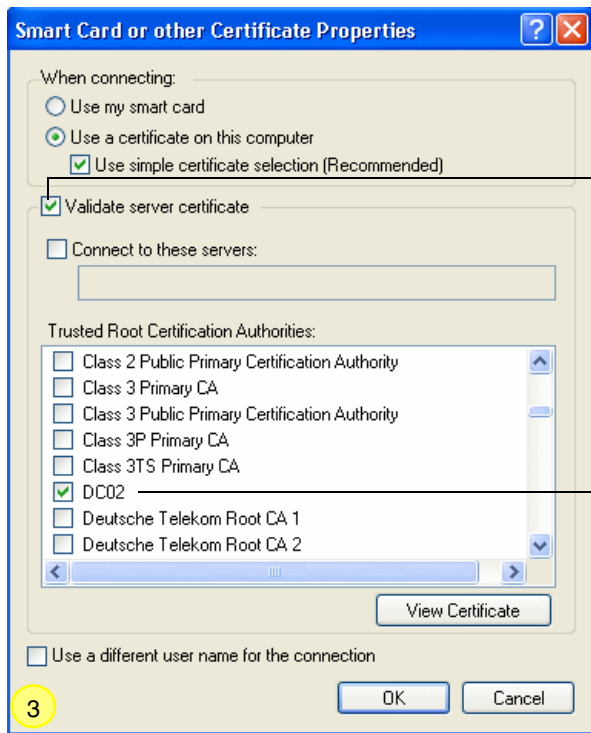 Smart Card or other Certificate Properties
When connecting:
Use my smart card
Use a certificate on this computer
Use simple certificate selection (Recommended)
Validate server certificate
Connect to these servers:
Trusted Root Certification Authorities:
Class 2 Public Primary Certification Authority
Class 3 Primary CA
Class 3 Public Primary Certification Authority
Class 3P Primary CA
Class 3TS Primary CA
DC02
Deutsche Telekom Root CA 1
Deutsche Telekom Root CA 2
View Certificate
Use a different user name for the connection
3 OK Cancel